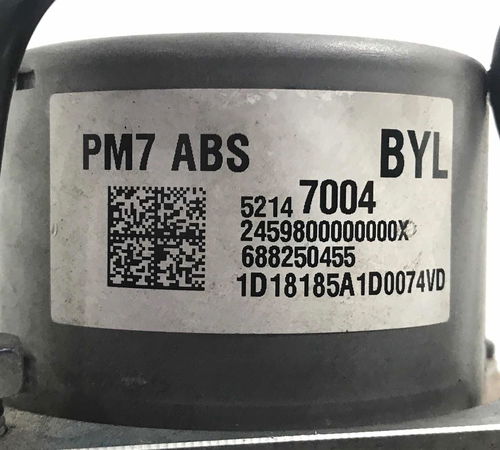 PM7 ABS BYL
5214 7004
2459800000000X
688250455
1D18185A1D0074VD